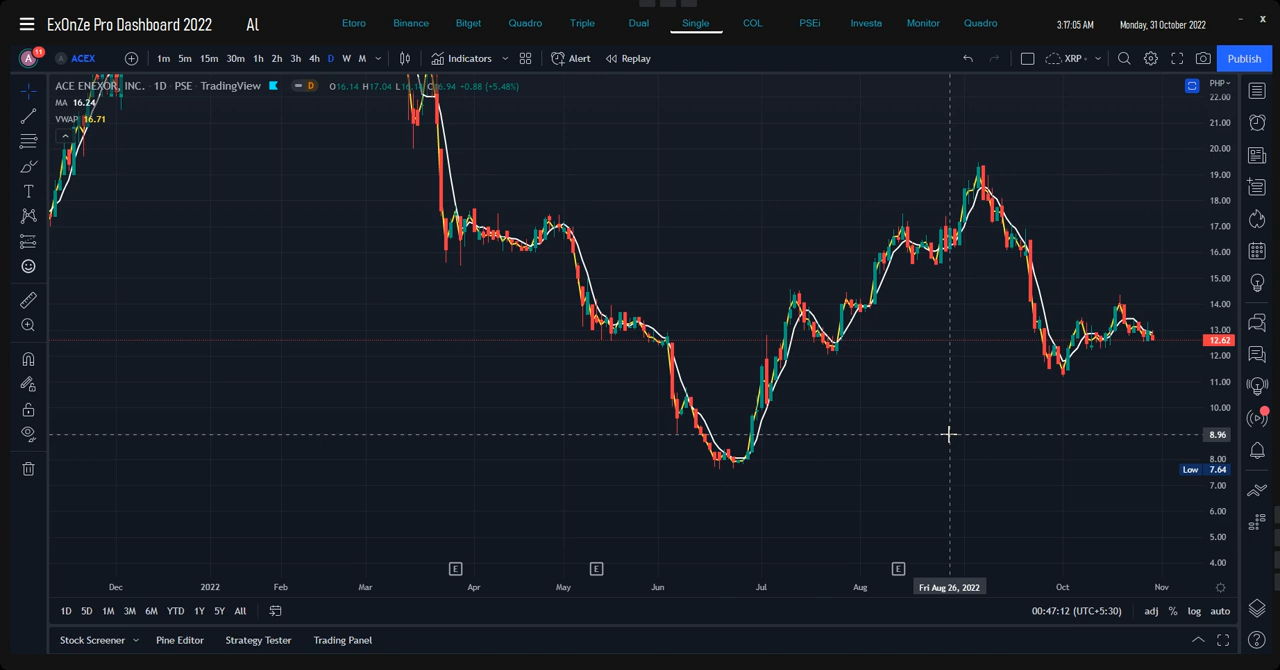 ExOnZe Pro Dashboard 2022 AI Etoro Binance Bitget Quadro Triple Dual Single COL PSEi Investa Monitor Quadro 3:17:05 AM Monday, 31 October 2022 - X
A 11 A ACEX 1m 5m 15m 30m 1h 2h 3h 4h D W M Indicators Alert Replay XRP Publish
ACE ENEXOR, INC. · 1D · PSE · TradingView D O16.14 H17.04 L16.14 C16.94 +0.88 (+5.48%) PHP
MA 16.24
VWAP 16.71
22.00
21.00
20.00
19.00
18.00
17.00
16.00
15.00
14.00
13.00
12.62
12.00
11.00
10.00
8.96
8.00
Low 7.64
7.00
6.00
5.00
4.00
E E E
Dec 2022 Feb Mar Apr May Jun Jul Aug Fri Aug 26, 2022 Oct Nov
1D 5D 1M 3M 6M YTD 1Y 5Y All 00:47:12 (UTC+5:30) adj % log auto
Stock Screener Pine Editor Strategy Tester Trading Panel